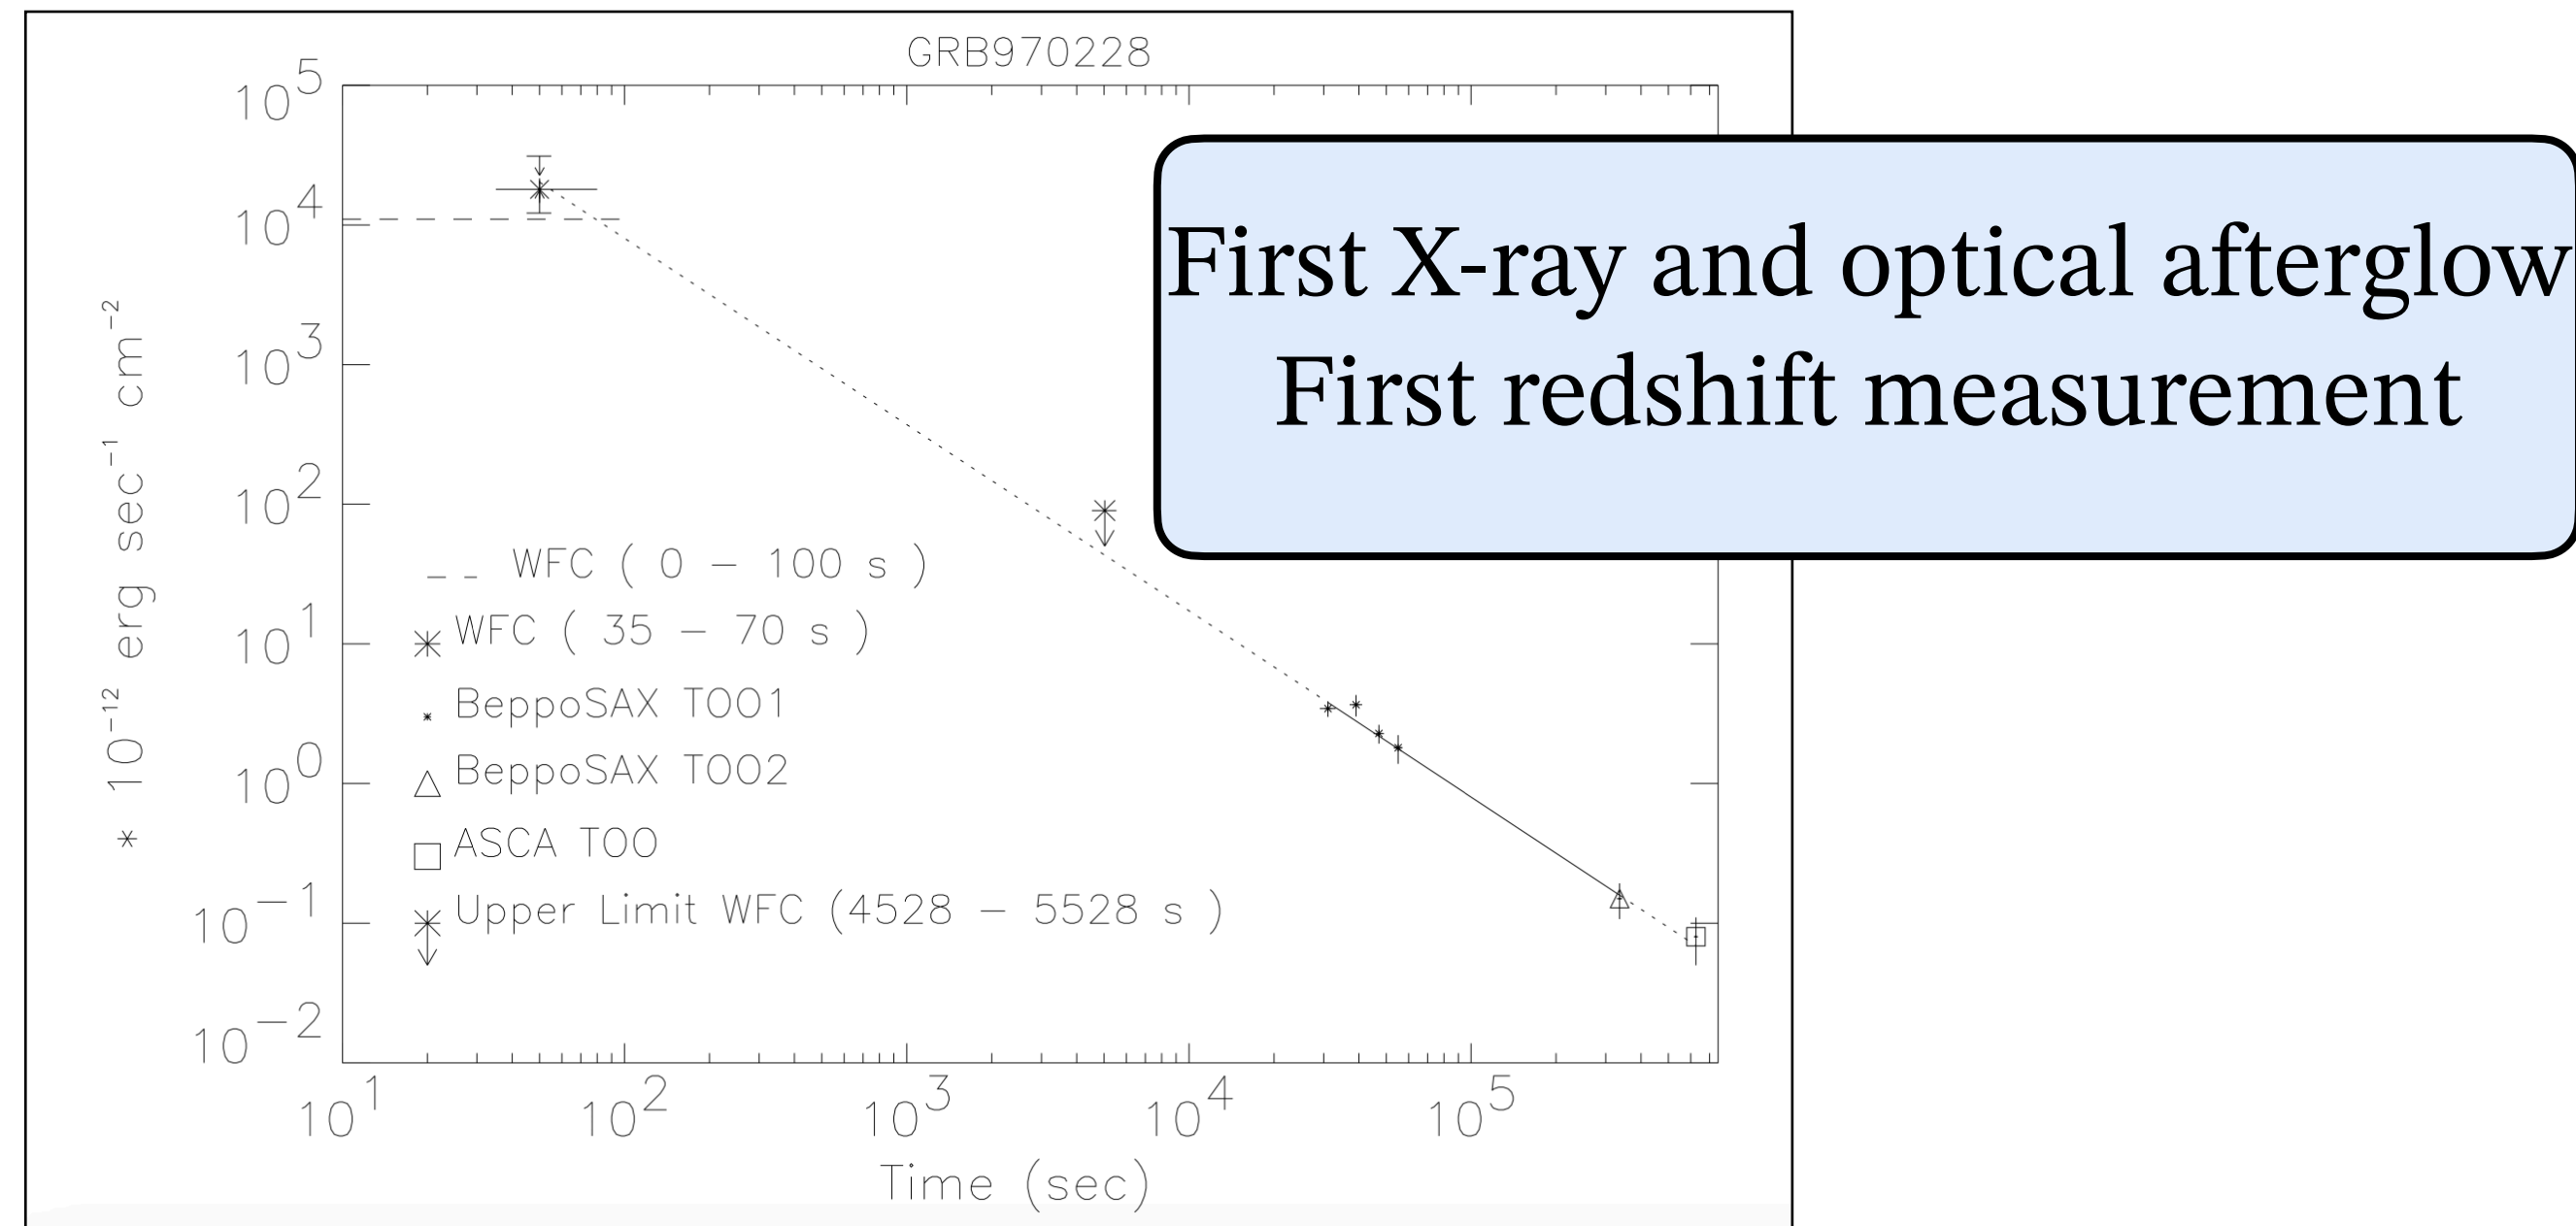 GRB970228
10^5
10^4
10^3
10^2
10^1
10^0
10^-1
10^-2
* 10^-12 erg sec^-1 cm^-2
First X-ray and optical afterglow
First redshift measurement
WFC ( 0 - 100 s )
WFC ( 35 - 70 s )
BeppoSAX TOO1
BeppoSAX TOO2
ASCA TOO
Upper Limit WFC (4528 - 5528 s )
10^1 10^2 10^3 10^4 10^5
Time (sec)